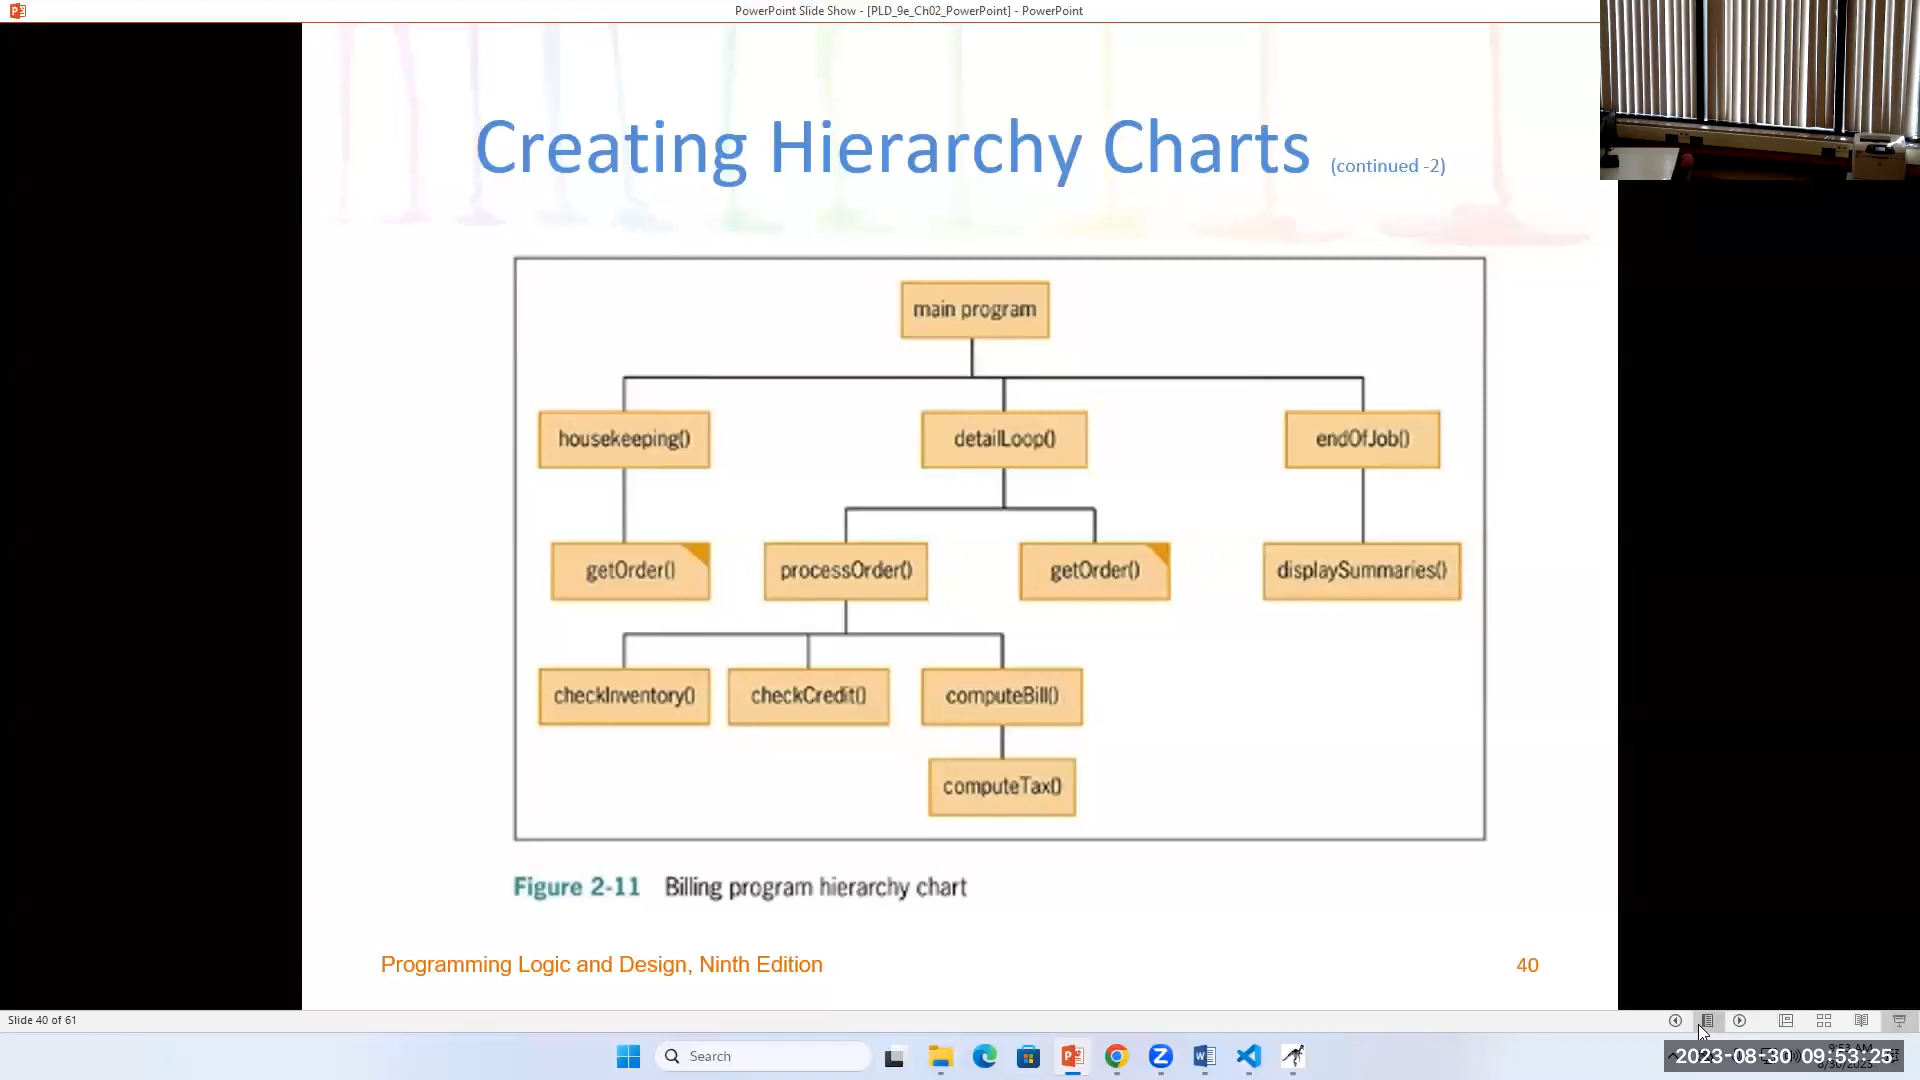 PowerPoint Slide Show - [PLD_9e_Ch02_PowerPoint] - PowerPoint
Creating Hierarchy Charts (continued -2)
main program
housekeeping() detailLoop() endOfJob()
getOrder() processOrder() getOrder() displaySummaries()
checkInventory() checkCredit() computeBill()
computeTax()
Figure 2-11 Billing program hierarchy chart
Programming Logic and Design, Ninth Edition 40
Slide 40 of 61
Search
2023-08-30 09:53:25